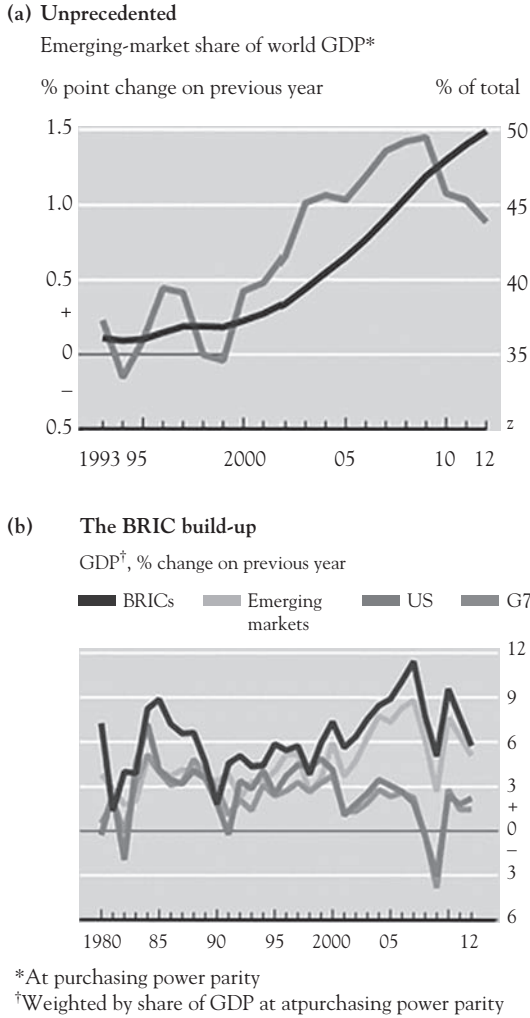 (a) Unprecedented
Emerging-market share of world GDP*
% point change on previous year % of total
1.5 50
1.0 45
0.5 40
+
0 35
–
0.5 z
1993 95 2000 05 10 12
(b) The BRIC build-up
GDP†, % change on previous year
BRICs Emerging markets US G7
12
9
6
3
+
0
–
3
6
1980 85 90 95 2000 05 12
*At purchasing power parity
†Weighted by share of GDP at atpurchasing power parity